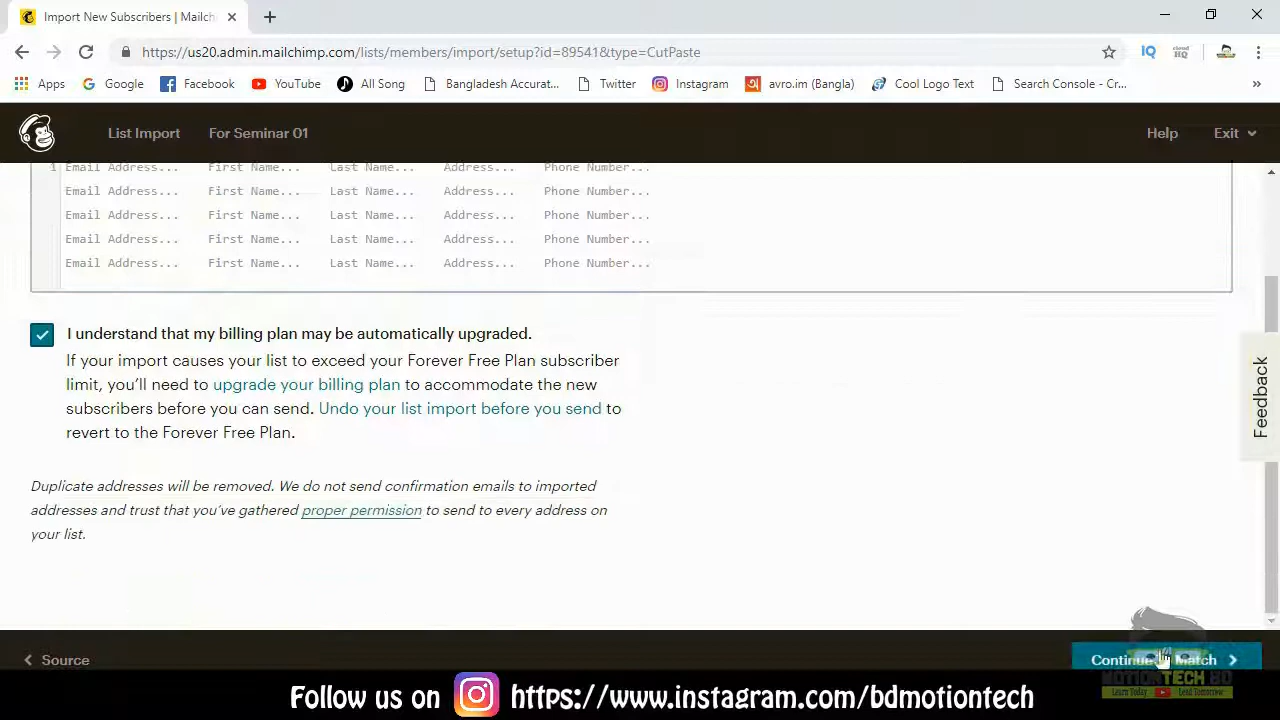 Import New Subscribers | Mailch
https://us20.admin.mailchimp.com/lists/members/import/setup?id=89541&type=CutPaste
IQ
cloud HQ
Apps Google Facebook YouTube All Song Bangladesh Accurat... Twitter Instagram avro.im (Bangla) Cool Logo Text Search Console - Cr... »
List Import For Seminar 01 Help Exit
1 Email Address... First Name... Last Name... Address... Phone Number...
Email Address... First Name... Last Name... Address... Phone Number...
Email Address... First Name... Last Name... Address... Phone Number...
Email Address... First Name... Last Name... Address... Phone Number...
Email Address... First Name... Last Name... Address... Phone Number...
I understand that my billing plan may be automatically upgraded.
If your import causes your list to exceed your Forever Free Plan subscriber
limit, you'll need to upgrade your billing plan to accommodate the new
subscribers before you can send. Undo your list import before you send to
revert to the Forever Free Plan.
Feedback
Duplicate addresses will be removed. We do not send confirmation emails to imported
addresses and trust that you've gathered proper permission to send to every address on
your list.
Source
Continue Match
MOTIONTECH BD
Learn Today Lead Tomorrow
Follow us on https://www.instagram.com/bdmotiontech